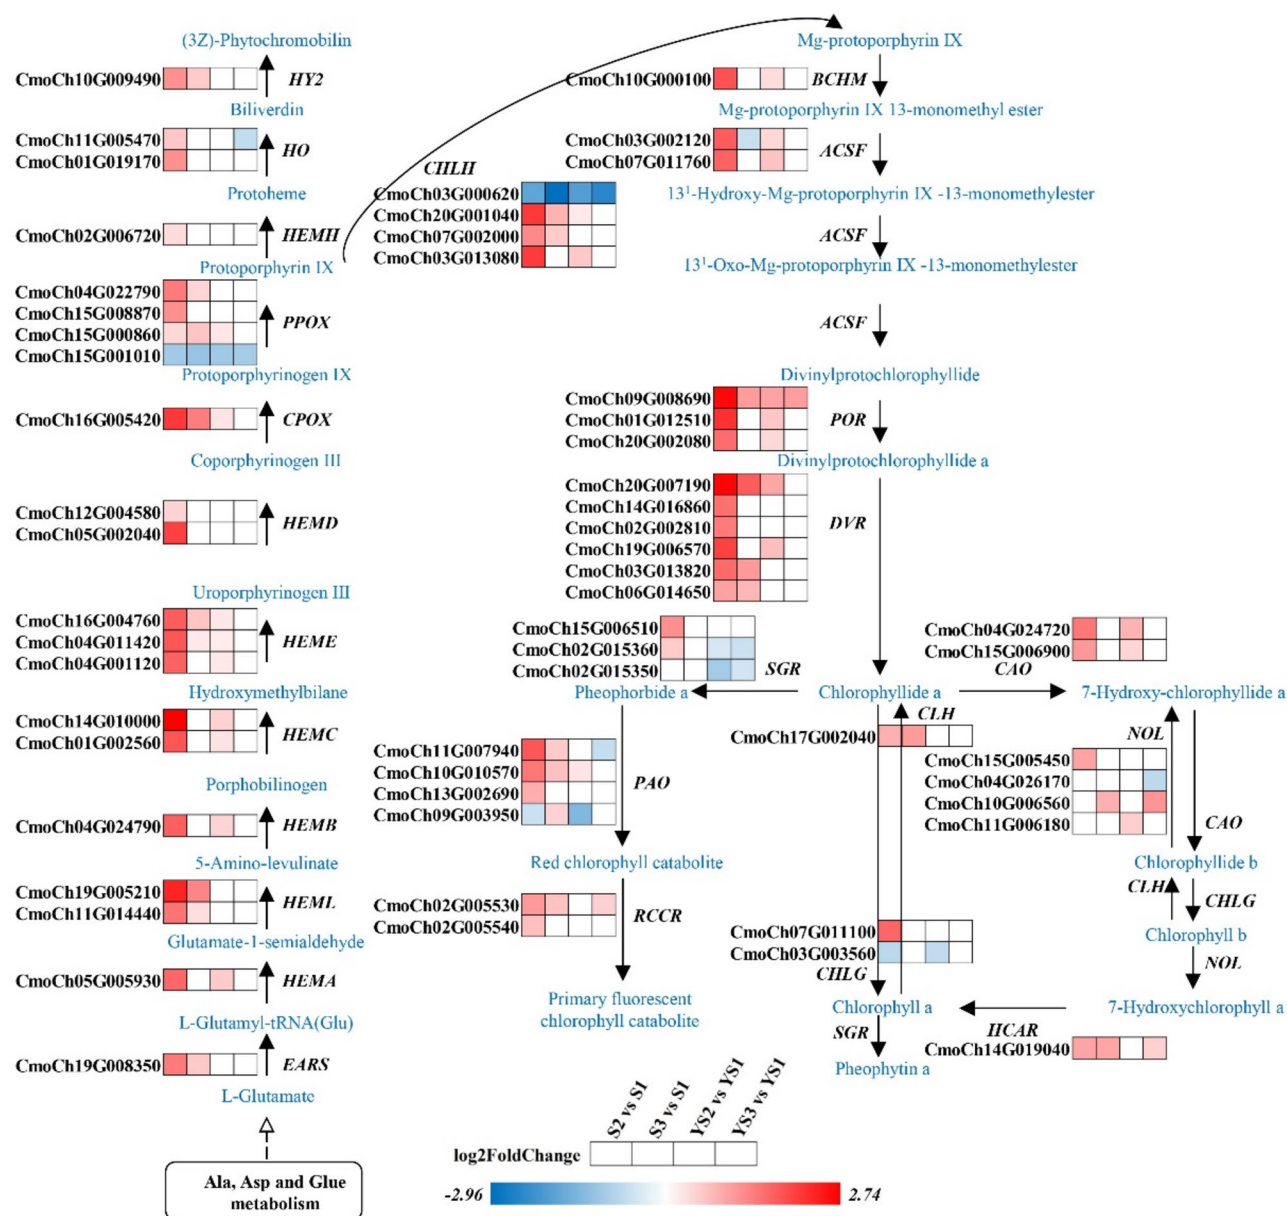 (3Z)-Phytochromobilin
CmoCh10G009490
HY2
Biliverdin
CmoCh11G005470
CmoCh01G019170
HO
Protoheme
CmoCh02G006720
HEMH
Protoporphyrin IX
CmoCh04G022790
CmoCh15G008870
CmoCh15G000860
CmoCh15G001010
PPOX
Protoporphyrinogen IX
CmoCh16G005420
CPOX
Coporphyrinogen III
CmoCh12G004580
CmoCh05G002040
HEMD
Uroporphyrinogen III
CmoCh16G004760
CmoCh04G011420
CmoCh04G001120
HEME
Hydroxymethylbilane
CmoCh14G010000
CmoCh01G002560
HEMC
Porphobilinogen
CmoCh04G024790
HEMB
5-Amino-levulinate
CmoCh19G005210
CmoCh11G014440
HEML
Glutamate-1-semialdehyde
CmoCh05G005930
HEMA
L-Glutamyl-tRNA(Glu)
CmoCh19G008350
EARS
L-Glutamate
Ala, Asp and Glue
metabolism
CHLH
CmoCh03G000620
CmoCh20G001040
CmoCh07G002000
CmoCh03G013080
Mg-protoporphyrin IX
CmoCh10G000100
BCHM
Mg-protoporphyrin IX 13-monomethyl ester
CmoCh03G002120
CmoCh07G011760
ACSF
13¹-Hydroxy-Mg-protoporphyrin IX -13-monomethylester
ACSF
13¹-Oxo-Mg-protoporphyrin IX -13-monomethylester
ACSF
Divinylprotochlorophyllide
CmoCh09G008690
CmoCh01G012510
CmoCh20G002080
POR
Divinylprotochlorophyllide a
CmoCh20G007190
CmoCh14G016860
CmoCh02G002810
CmoCh19G006570
CmoCh03G013820
CmoCh06G014650
DVR
CmoCh15G006510
CmoCh02G015360
CmoCh02G015350
SGR
Pheophorbide a
Chlorophyllide a
CmoCh04G024720
CmoCh15G006900
CAO
7-Hydroxy-chlorophyllide a
CmoCh11G007940
CmoCh10G010570
CmoCh13G002690
CmoCh09G003950
PAO
Red chlorophyll catabolite
CmoCh02G005530
CmoCh02G005540
RCCR
Primary fluorescent
chlorophyll catabolite
CLH
CmoCh17G002040
NOL
CmoCh15G005450
CmoCh04G026170
CmoCh10G006560
CmoCh11G006180
CAO
Chlorophyllide b
CLH
CHLG
Chlorophyll b
NOL
7-Hydroxychlorophyll a
CmoCh07G011100
CmoCh03G003560
CHLG
Chlorophyll a
HCAR
CmoCh14G019040
SGR
Pheophytin a
S2 vs S1
S3 vs S1
YS2 vs YS1
YS3 vs YS1
log2FoldChange
-2.96
2.74